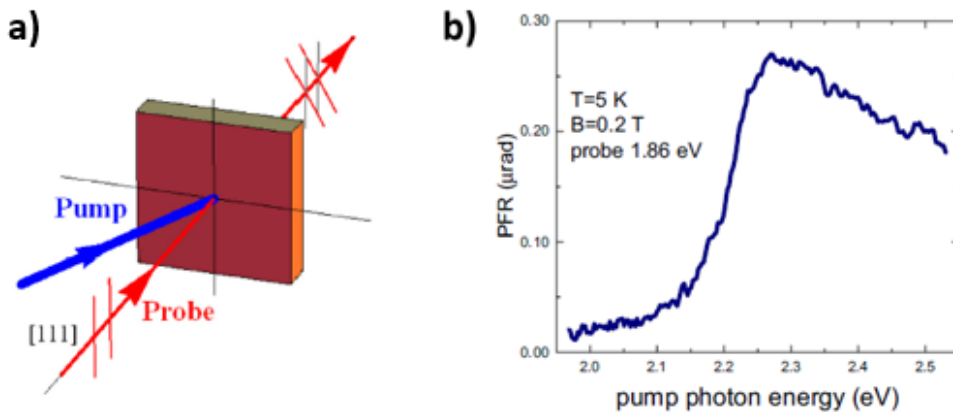 a)
Pump
Probe
[111]
b)
0.30
0.20
0.10
0.00
PFR (μrad)
T=5 K
B=0.2 T
probe 1.86 eV
2.0 2.1 2.2 2.3 2.4 2.5
pump photon energy (eV)